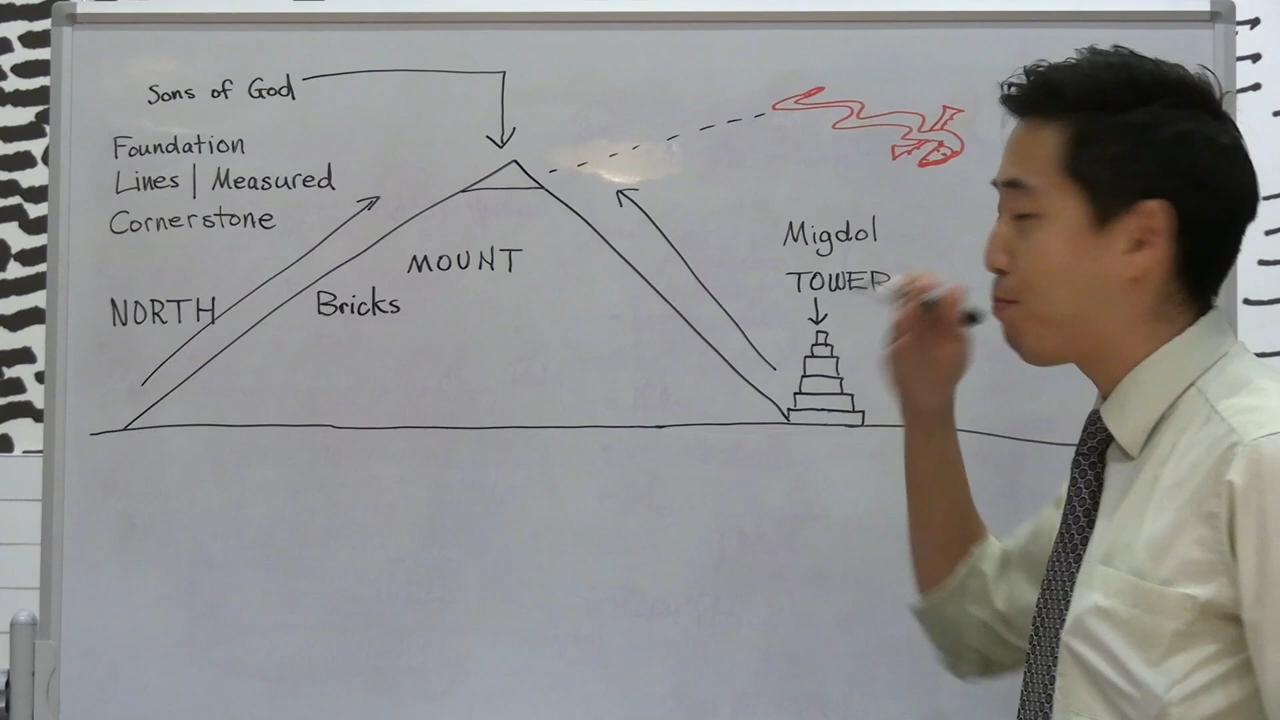 Sons of God
Foundation
Lines | Measured
Cornerstone
NORTH
MOUNT
Bricks
Migdol
TOWER